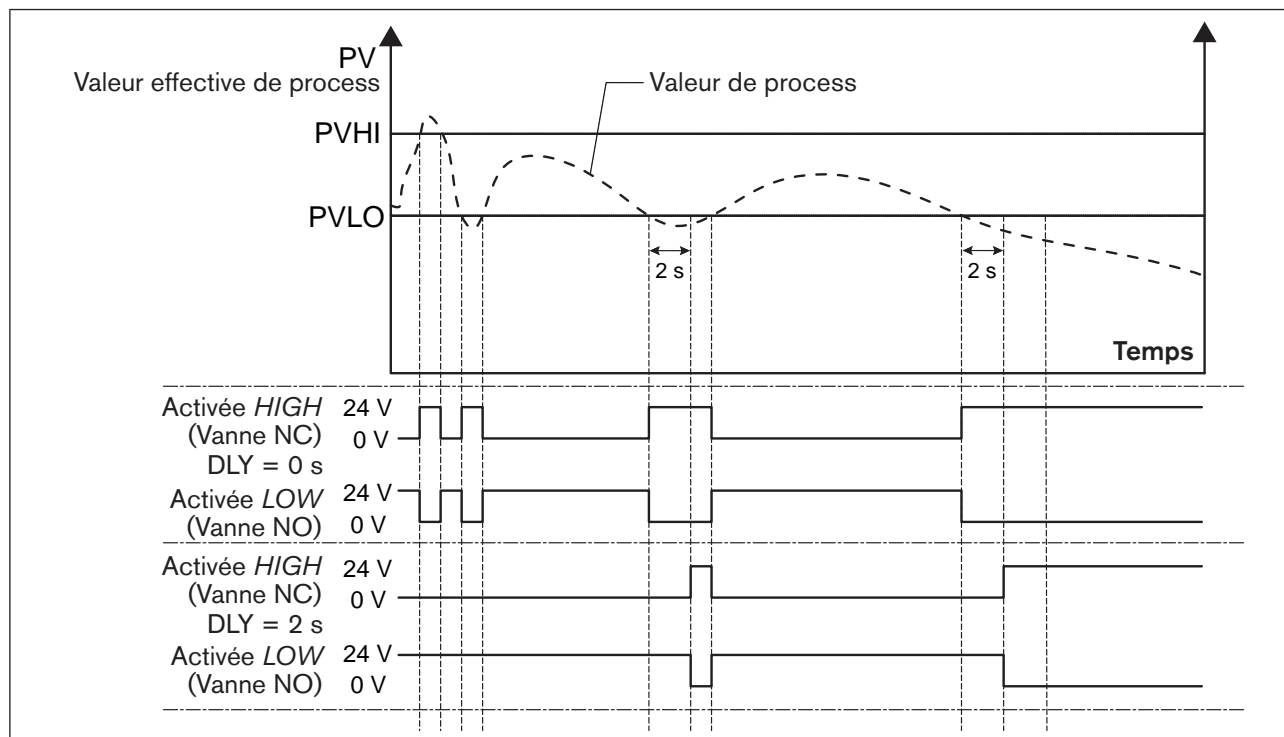 PV
Valeur effective de process
Valeur de process
PVHI
PVLO
2 s
2 s
Temps
Activée HIGH
24 V
(Vanne NC)
0 V
DLY = 0 s
Activée LOW
24 V
(Vanne NO)
0 V
Activée HIGH
24 V
(Vanne NC)
0 V
DLY = 2 s
Activée LOW
24 V
(Vanne NO)
0 V